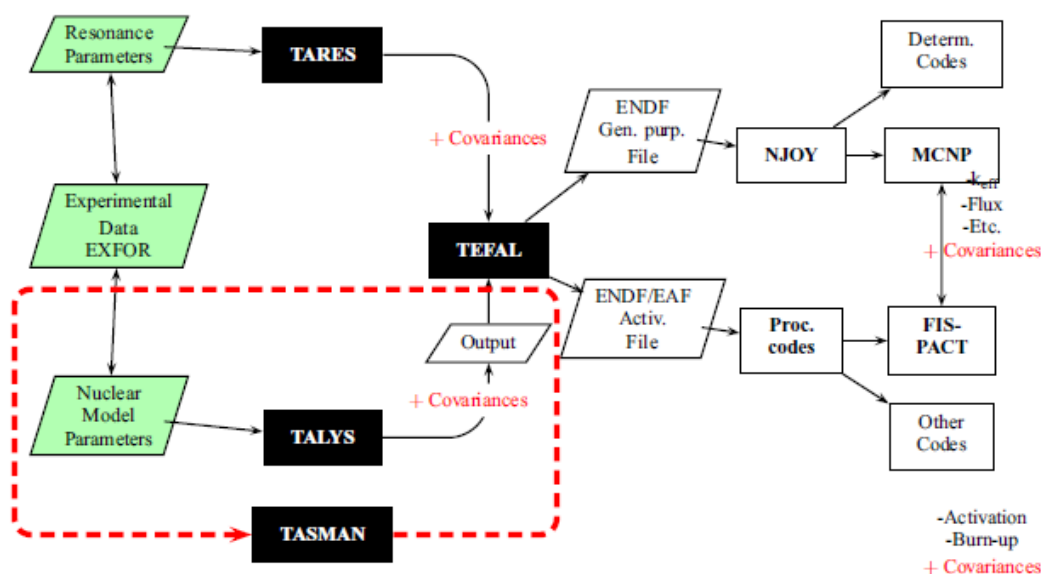 Resonance
Parameters
TARES
Determ.
Codes
ENDF
Gen. purp.
File
+ Covariances
NJOY
MCNP
-k_eff
-Flux
-Etc.
+ Covariances
Experimental
Data
EXFOR
TEFAL
ENDF/EAF
Activ.
File
Proc.
codes
FIS-
PACT
Output
+ Covariances
Nuclear
Model
Parameters
TALYS
Other
Codes
TASMAN
-Activation
-Burn-up
+ Covariances